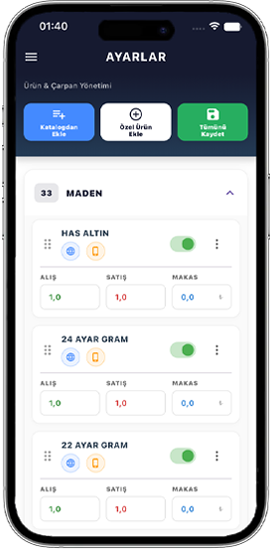 01:40
AYARLAR
Ürün & Çarpan Yönetimi
Katalogdan
Ekle
Özel Ürün
Ekle
Tümünü
Kaydet
33 MADEN
HAS ALTIN
ALIŞ SATIŞ MAKAS
1,0 1,0 0,0 ₺
24 AYAR GRAM
ALIŞ SATIŞ MAKAS
1,0 1,0 0,0 ₺
22 AYAR GRAM
ALIŞ SATIŞ MAKAS
1,0 1,0 0,0 ₺